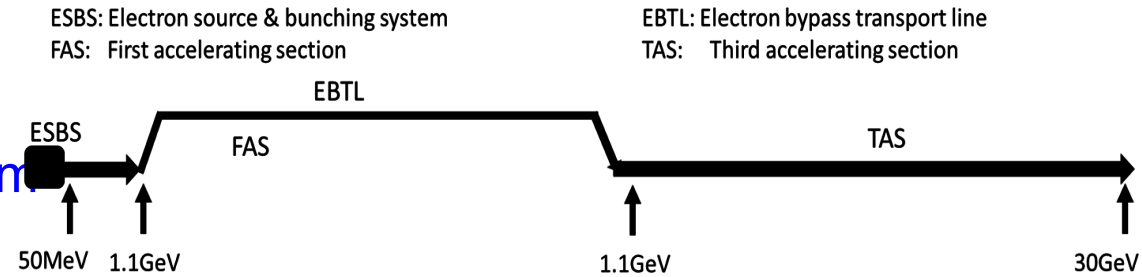 ESBS: Electron source & bunching system
EBTL: Electron bypass transport line
FAS: First accelerating section
TAS: Third accelerating section
EBTL
ESBS
FAS
TAS
m
50MeV
1.1GeV
1.1GeV
30GeV